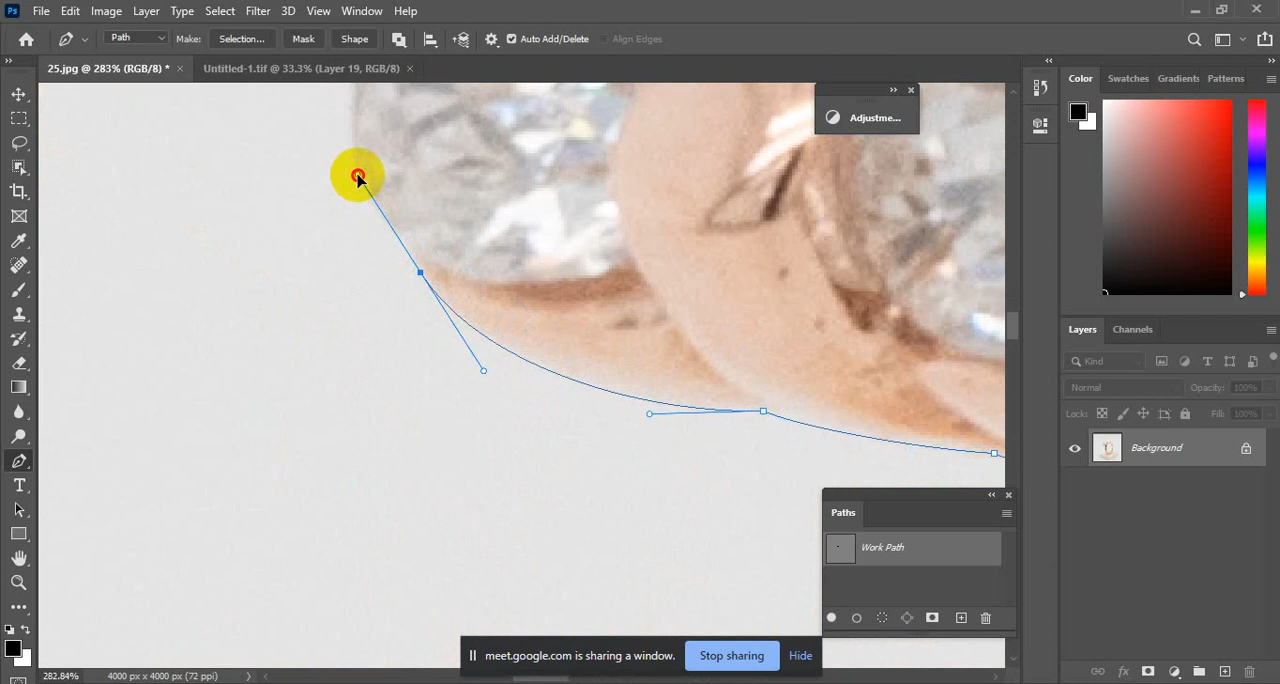 Ps File Edit Image Layer Type Select Filter 3D View Window Help
Path Make: Selection... Mask Shape Auto Add/Delete Align Edges
25.jpg @ 283% (RGB/8) * × Untitled-1.tif @ 33.3% (Layer 19, RGB/8) ×
Adjustme...
Color Swatches Gradients Patterns
Layers Channels
Kind
Normal Opacity: 100%
Lock: Fill: 100%
Background
Paths
Work Path
meet.google.com is sharing a window. Stop sharing Hide
282.84% 4000 px x 4000 px (72 ppi)